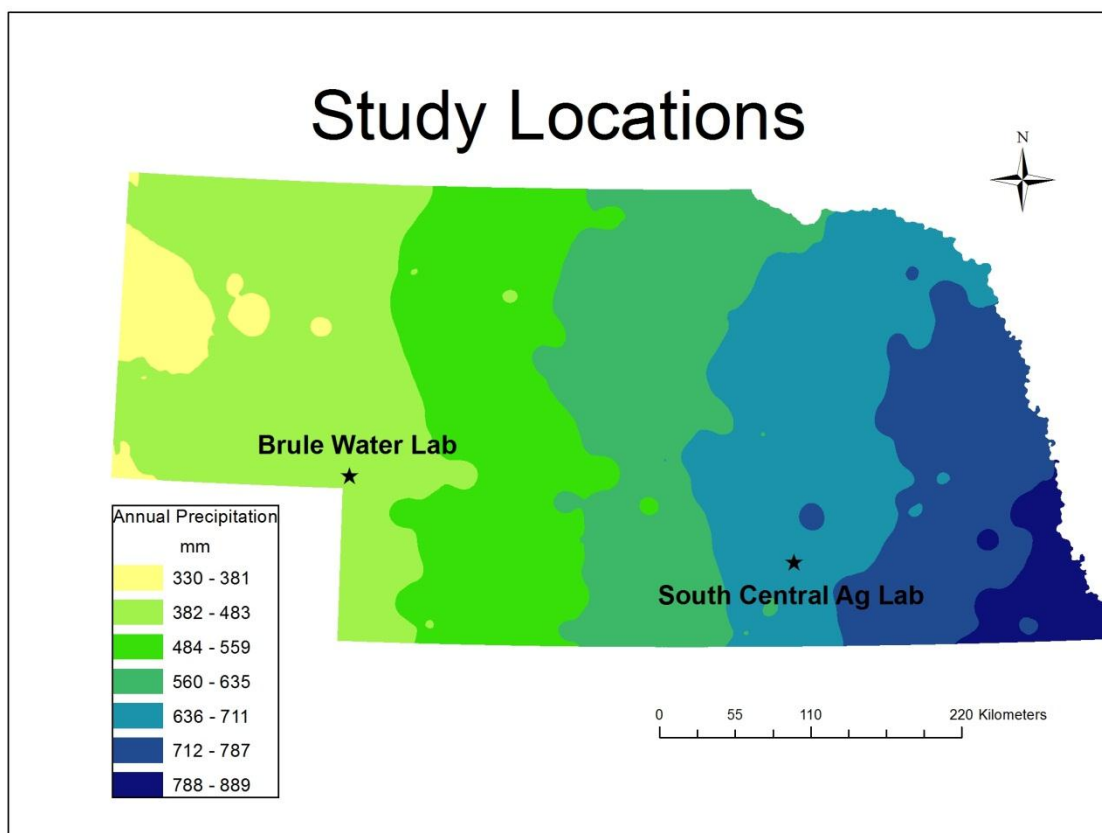 Study Locations
N
Brule Water Lab
South Central Ag Lab
Annual Precipitation
mm
330 - 381
382 - 483
484 - 559
560 - 635
636 - 711
712 - 787
788 - 889
0 55 110 220 Kilometers